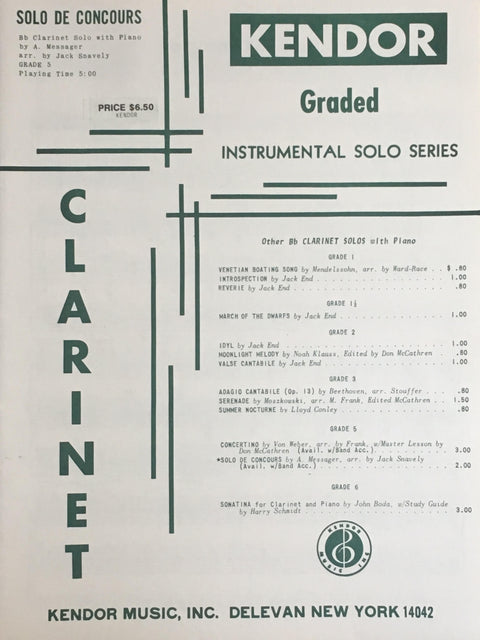 SOLO DE CONCOURS
Bb Clarinet Solo with Piano
by A. Messager
arr. by Jack Snavely
GRADE 5
Playing Time 5:00
PRICE $6.50
KENDOR
KENDOR
Graded
INSTRUMENTAL SOLO SERIES
CLARINET
Other Bb CLARINET SOLOS with Piano
GRADE 1
VENETIAN BOATING SONG by Mendelssohn, arr. by Ward-Race . . $ .80
INTROSPECTION by Jack End . . . . . . . . . . . . . . . . 1.00
REVERIE by Jack End . . . . . . . . . . . . . . . . . . . .80
GRADE 1½
MARCH OF THE DWARFS by Jack End . . . . . . . . . . . . . 1.00
GRADE 2
IDYL by Jack End . . . . . . . . . . . . . . . . . . . . 1.00
MOONLIGHT MELODY by Noah Klauss, Edited by Don McCathren . .80
VALSE CANTABILE by Jack End . . . . . . . . . . . . . . . 1.00
GRADE 3
ADAGIO CANTABILE (Op. 13) by Beethoven, arr. Stouffer . . .80
SERENADE by Moszkowski, arr. M. Frank, Edited McCathren . . 1.50
SUMMER NOCTURNE by Lloyd Conley . . . . . . . . . . . . . .80
GRADE 5
CONCERTINO by Von Weber, arr. by Frank, w/Master Lesson by
Don McCathren (Avail. w/Band Acc.) . . . . . . . . . . . 3.00
*SOLO DE CONCOURS by A. Messager, arr. by Jack Snavely
(Avail. w/Band Acc.) . . . . . . . . . . . . . . . . . . 2.00
GRADE 6
SONATINA for Clarinet and Piano by John Boda, w/Study Guide
by Harry Schmidt . . . . . . . . . . . . . . . . . . . . 3.00
KENDOR
MUSIC INC
KENDOR MUSIC, INC. DELEVAN NEW YORK 14042